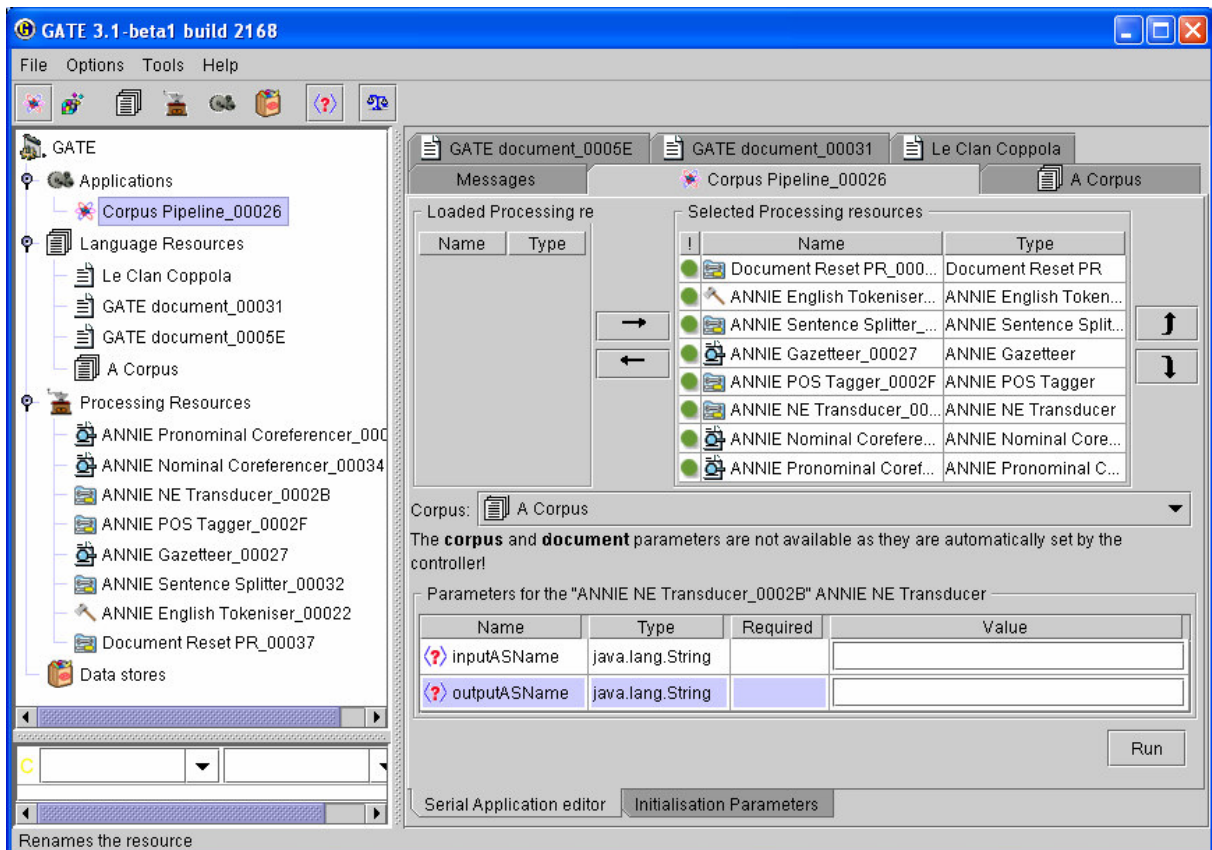 GATE 3.1-beta1 build 2168
File Options Tools Help
GATE
Applications
Corpus Pipeline_00026
Language Resources
Le Clan Coppola
GATE document_00031
GATE document_0005E
A Corpus
Processing Resources
ANNIE Pronominal Coreferencer_000
ANNIE Nominal Coreferencer_00034
ANNIE NE Transducer_0002B
ANNIE POS Tagger_0002F
ANNIE Gazetteer_00027
ANNIE Sentence Splitter_00032
ANNIE English Tokeniser_00022
Document Reset PR_00037
Data stores
C
GATE document_0005E GATE document_00031 Le Clan Coppola
Messages Corpus Pipeline_00026 A Corpus
Loaded Processing re
Name Type
Selected Processing resources
! Name Type
Document Reset PR_000... Document Reset PR
ANNIE English Tokeniser... ANNIE English Token...
ANNIE Sentence Splitter_... ANNIE Sentence Split...
ANNIE Gazetteer_00027 ANNIE Gazetteer
ANNIE POS Tagger_0002F ANNIE POS Tagger
ANNIE NE Transducer_00... ANNIE NE Transducer
ANNIE Nominal Corefere... ANNIE Nominal Core...
ANNIE Pronominal Coref... ANNIE Pronominal C...
Corpus: A Corpus
The corpus and document parameters are not available as they are automatically set by the
controller!
Parameters for the "ANNIE NE Transducer_0002B" ANNIE NE Transducer
Name Type Required Value
<?> inputASName java.lang.String
<?> outputASName java.lang.String
Run
Serial Application editor Initialisation Parameters
Renames the resource